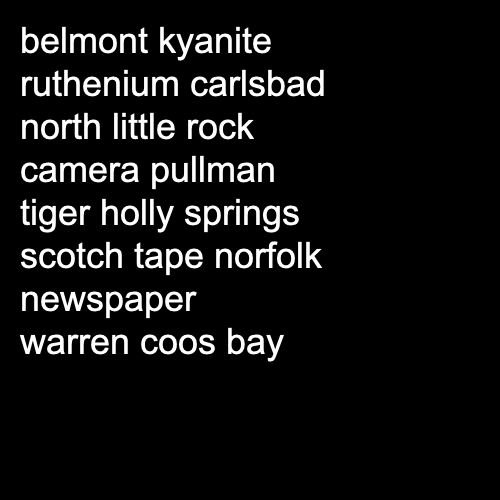 belmont kyanite
ruthenium carlsbad
north little rock
camera pullman
tiger holly springs
scotch tape norfolk
newspaper
warren coos bay